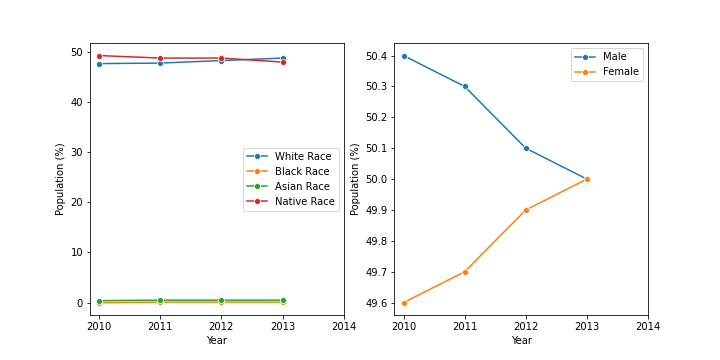 50
40
30
20
10
0
Population (%)
White Race
Black Race
Asian Race
Native Race
2010 2011 2012 2013 2014
Year
50.4
50.3
50.2
50.1
50.0
49.9
49.8
49.7
49.6
Population (%)
Male
Female
2010 2011 2012 2013 2014
Year